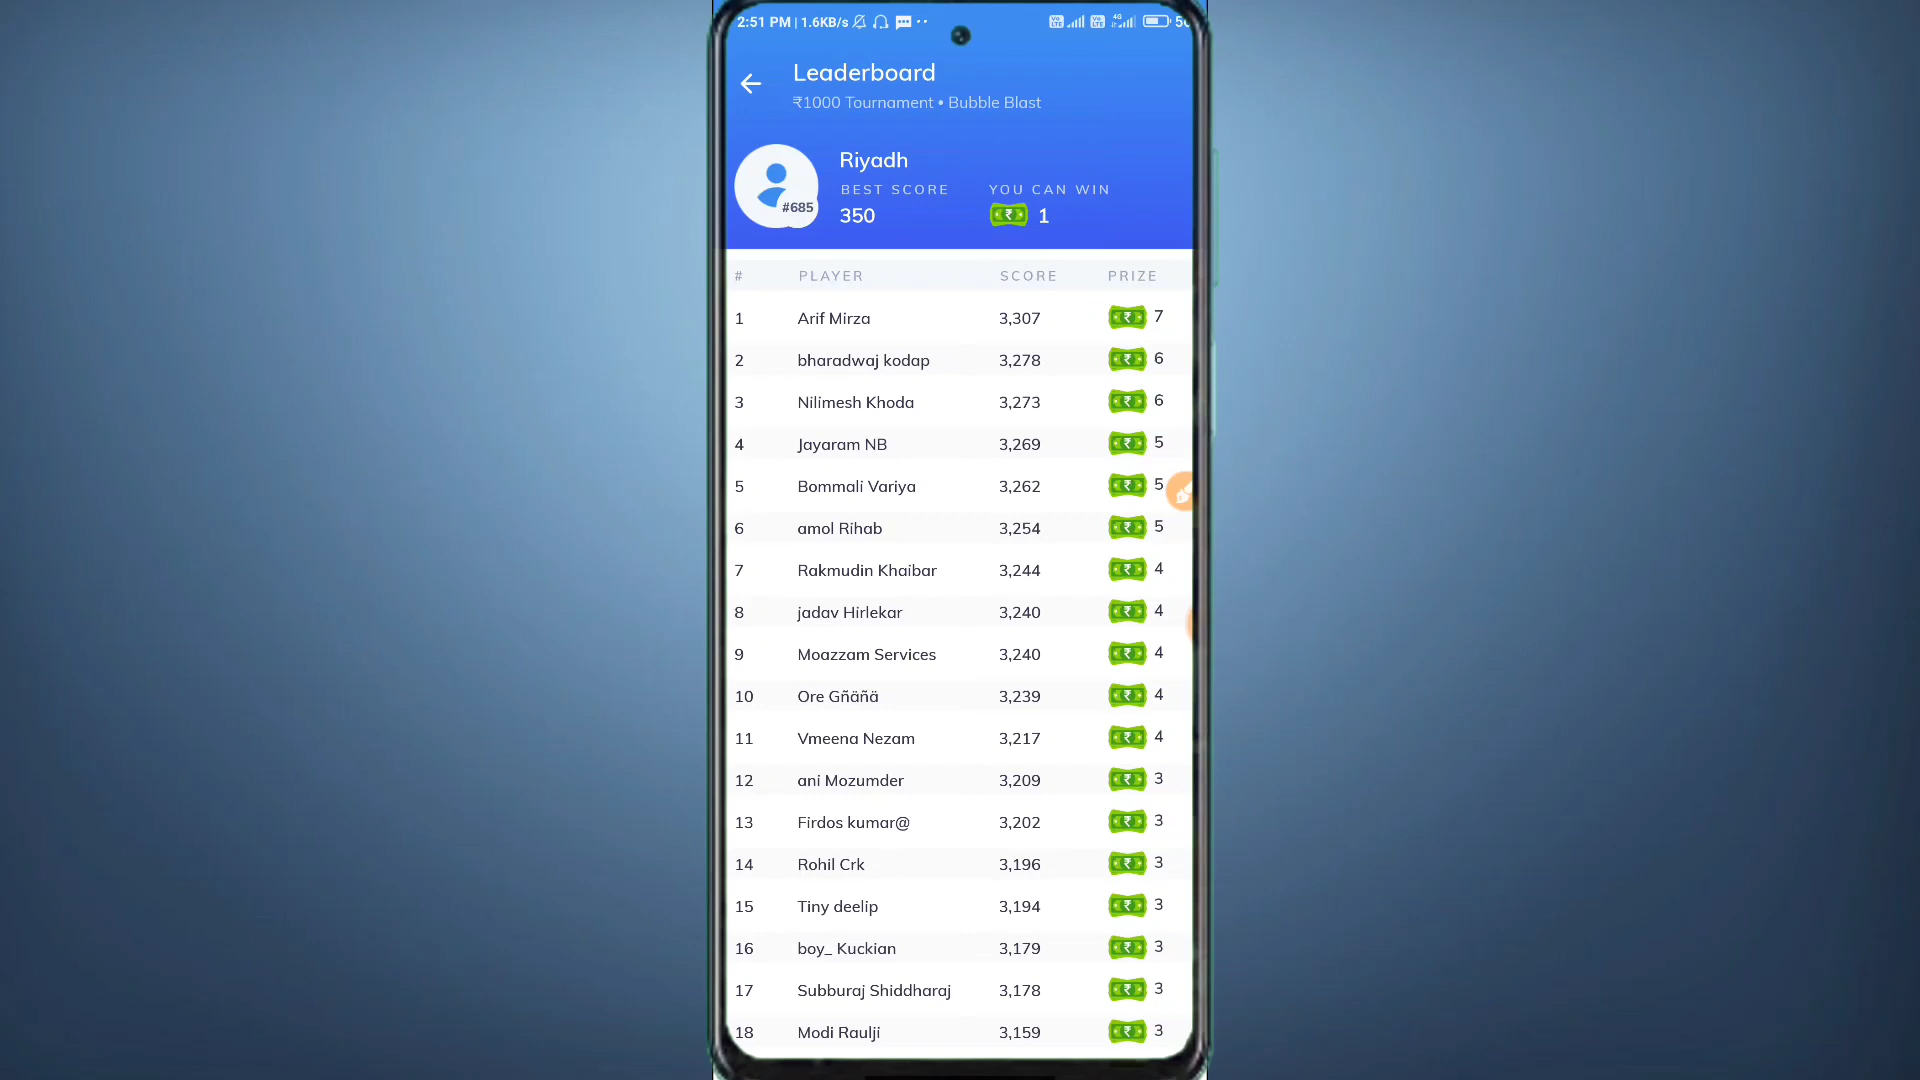 2:51 PM | 1.6KB/s
Leaderboard
₹1000 Tournament • Bubble Blast
Riyadh
BEST SCORE YOU CAN WIN
#685
350 ₹ 1
# PLAYER SCORE PRIZE
1 Arif Mirza 3,307 ₹ 7
2 bharadwaj kodap 3,278 ₹ 6
3 Nilimesh Khoda 3,273 ₹ 6
4 Jayaram NB 3,269 ₹ 5
5 Bommali Variya 3,262 ₹ 5
6 amol Rihab 3,254 ₹ 5
7 Rakmudin Khaibar 3,244 ₹ 4
8 jadav Hirlekar 3,240 ₹ 4
9 Moazzam Services 3,240 ₹ 4
10 Ore Gñäñä 3,239 ₹ 4
11 Vmeena Nezam 3,217 ₹ 4
12 ani Mozumder 3,209 ₹ 3
13 Firdos kumar@ 3,202 ₹ 3
14 Rohil Crk 3,196 ₹ 3
15 Tiny deelip 3,194 ₹ 3
16 boy_ Kuckian 3,179 ₹ 3
17 Subburaj Shiddharaj 3,178 ₹ 3
18 Modi Raulji 3,159 ₹ 3